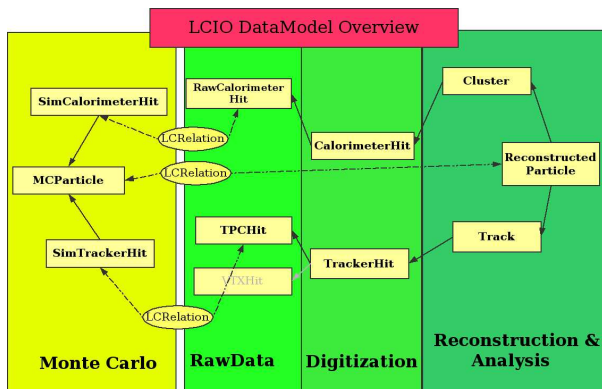 LCIO DataModel Overview
SimCalorimeterHit
LCRelation
MCParticle
LCRelation
SimTrackerHit
LCRelation
Monte Carlo
RawCalorimeter
Hit
TPCHit
VTXHit
RawData
CalorimeterHit
TrackerHit
Digitization
Cluster
Reconstructed
Particle
Track
Reconstruction &
Analysis